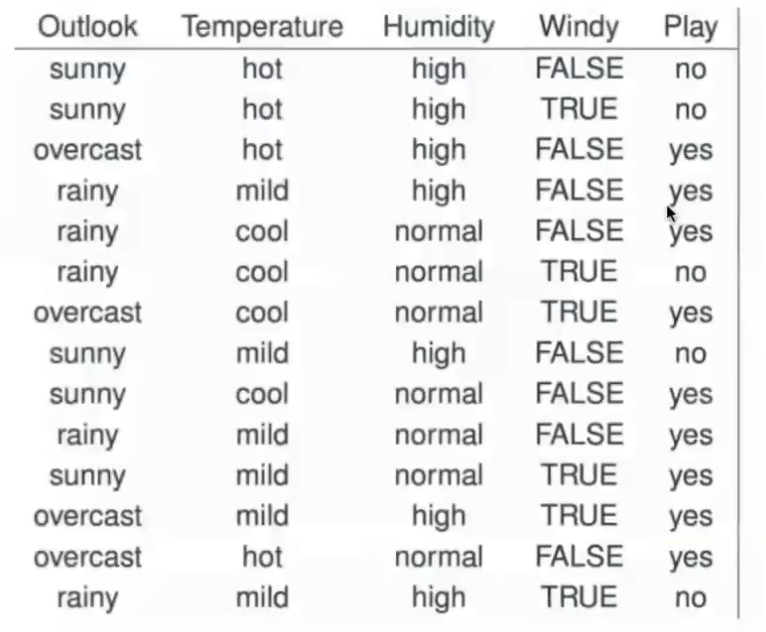 Outlook Temperature Humidity Windy Play
sunny hot high FALSE no
sunny hot high TRUE no
overcast hot high FALSE yes
rainy mild high FALSE yes
rainy cool normal FALSE yes
rainy cool normal TRUE no
overcast cool normal TRUE yes
sunny mild high FALSE no
sunny cool normal FALSE yes
rainy mild normal FALSE yes
sunny mild normal TRUE yes
overcast mild high TRUE yes
overcast hot normal FALSE yes
rainy mild high TRUE no